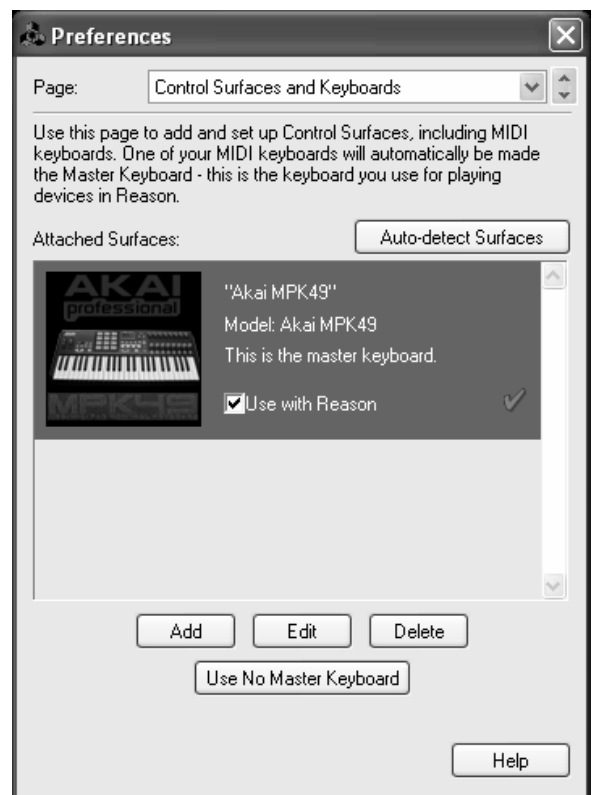 Preferences
Page: Control Surfaces and Keyboards
Use this page to add and set up Control Surfaces, including MIDI
keyboards. One of your MIDI keyboards will automatically be made
the Master Keyboard - this is the keyboard you use for playing
devices in Reason.
Attached Surfaces: Auto-detect Surfaces
AKAI
professional
MPK49
"Akai MPK49"
Model: Akai MPK49
This is the master keyboard.
Use with Reason
Add Edit Delete
Use No Master Keyboard
Help